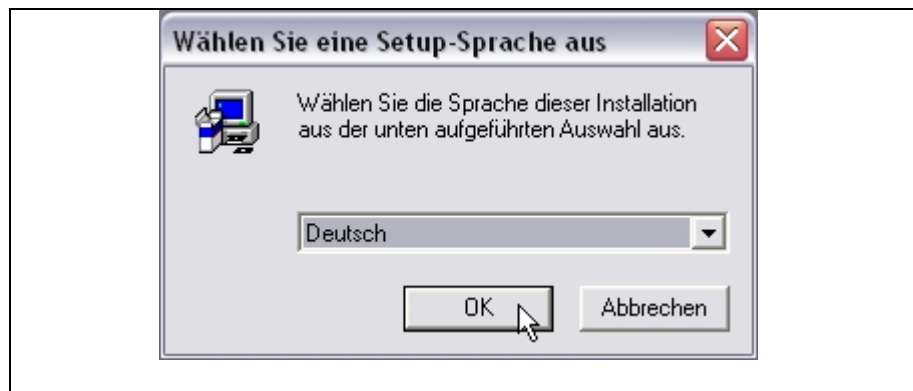 Wählen Sie eine Setup-Sprache aus
Wählen Sie die Sprache dieser Installation
aus der unten aufgeführten Auswahl aus.
Deutsch
OK
Abbrechen